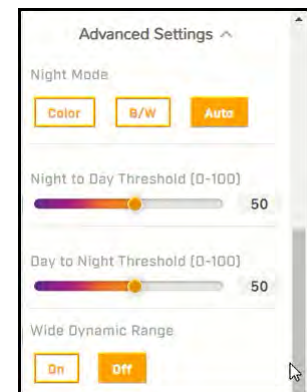 Advanced Settings
Night Mode
Color B/W Auto
Night to Day Threshold (0-100)
50
Day to Night Threshold (0-100)
50
Wide Dynamic Range
On Off